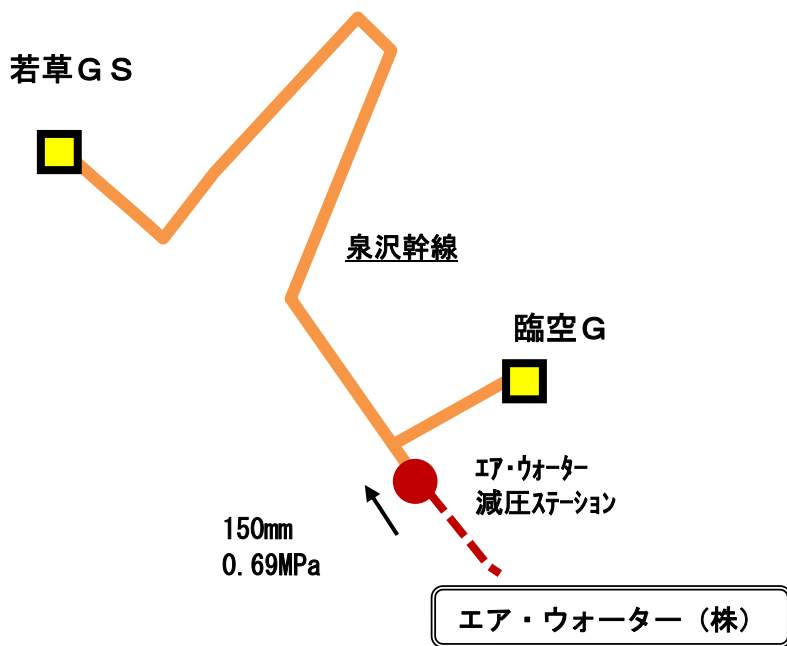 若草ＧＳ
泉沢幹線
臨空Ｇ
ｴｱ･ｳｫｰﾀｰ
減圧ｽﾃｰｼｮﾝ
150mm
0.69MPa
エア・ウォーター（株）